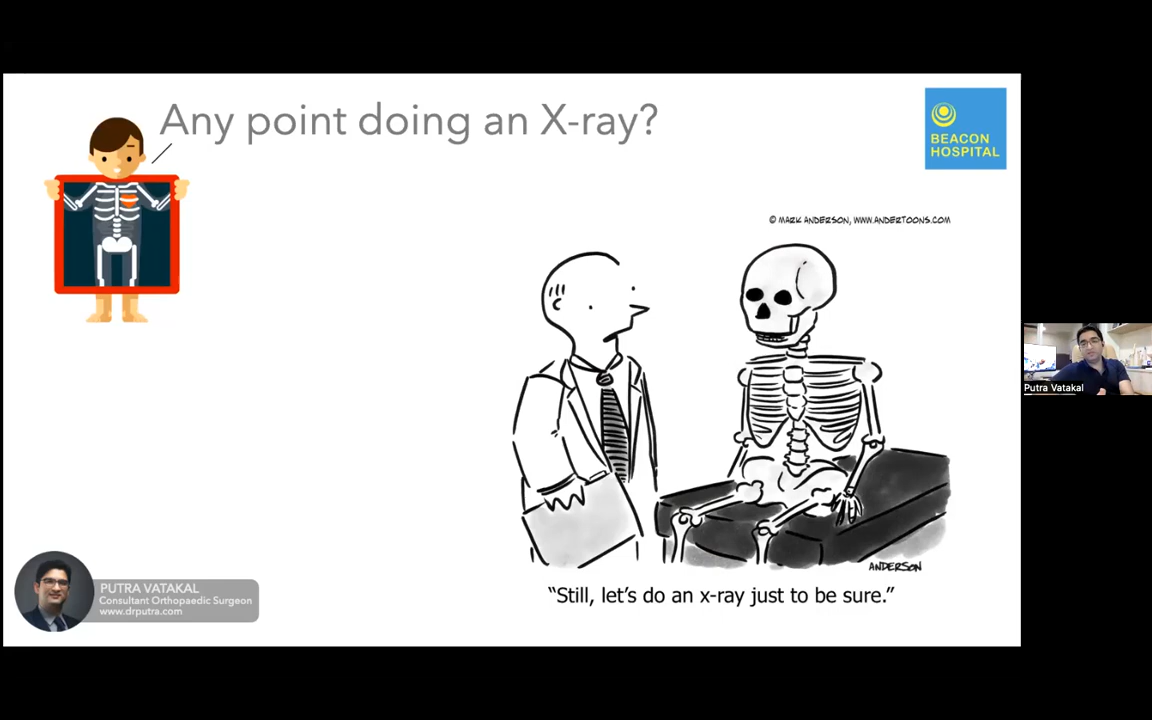 Any point doing an X-ray?
BEACON
HOSPITAL
© MARK ANDERSON, WWW.ANDERTOONS.COM
ANDERSON
“Still, let’s do an x-ray just to be sure.”
PUTRA VATAKAL
Consultant Orthopaedic Surgeon
www.drputra.com
Putra Vatakal